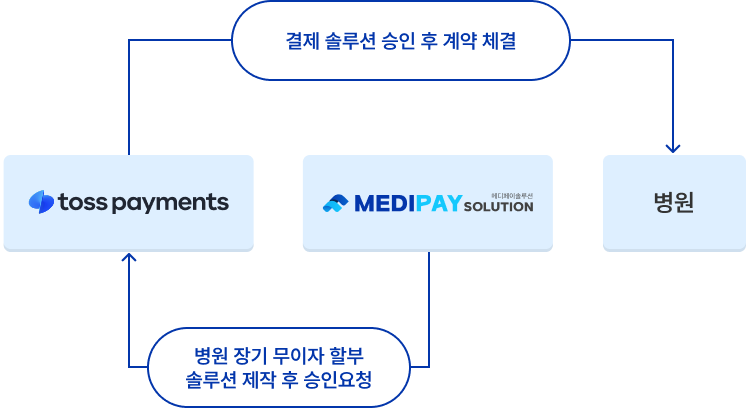 결제 솔루션 승인 후 계약 체결
toss payments
메디페이솔루션
MEDIPAY SOLUTION
병원
병원 장기 무이자 할부
솔루션 제작 후 승인요청